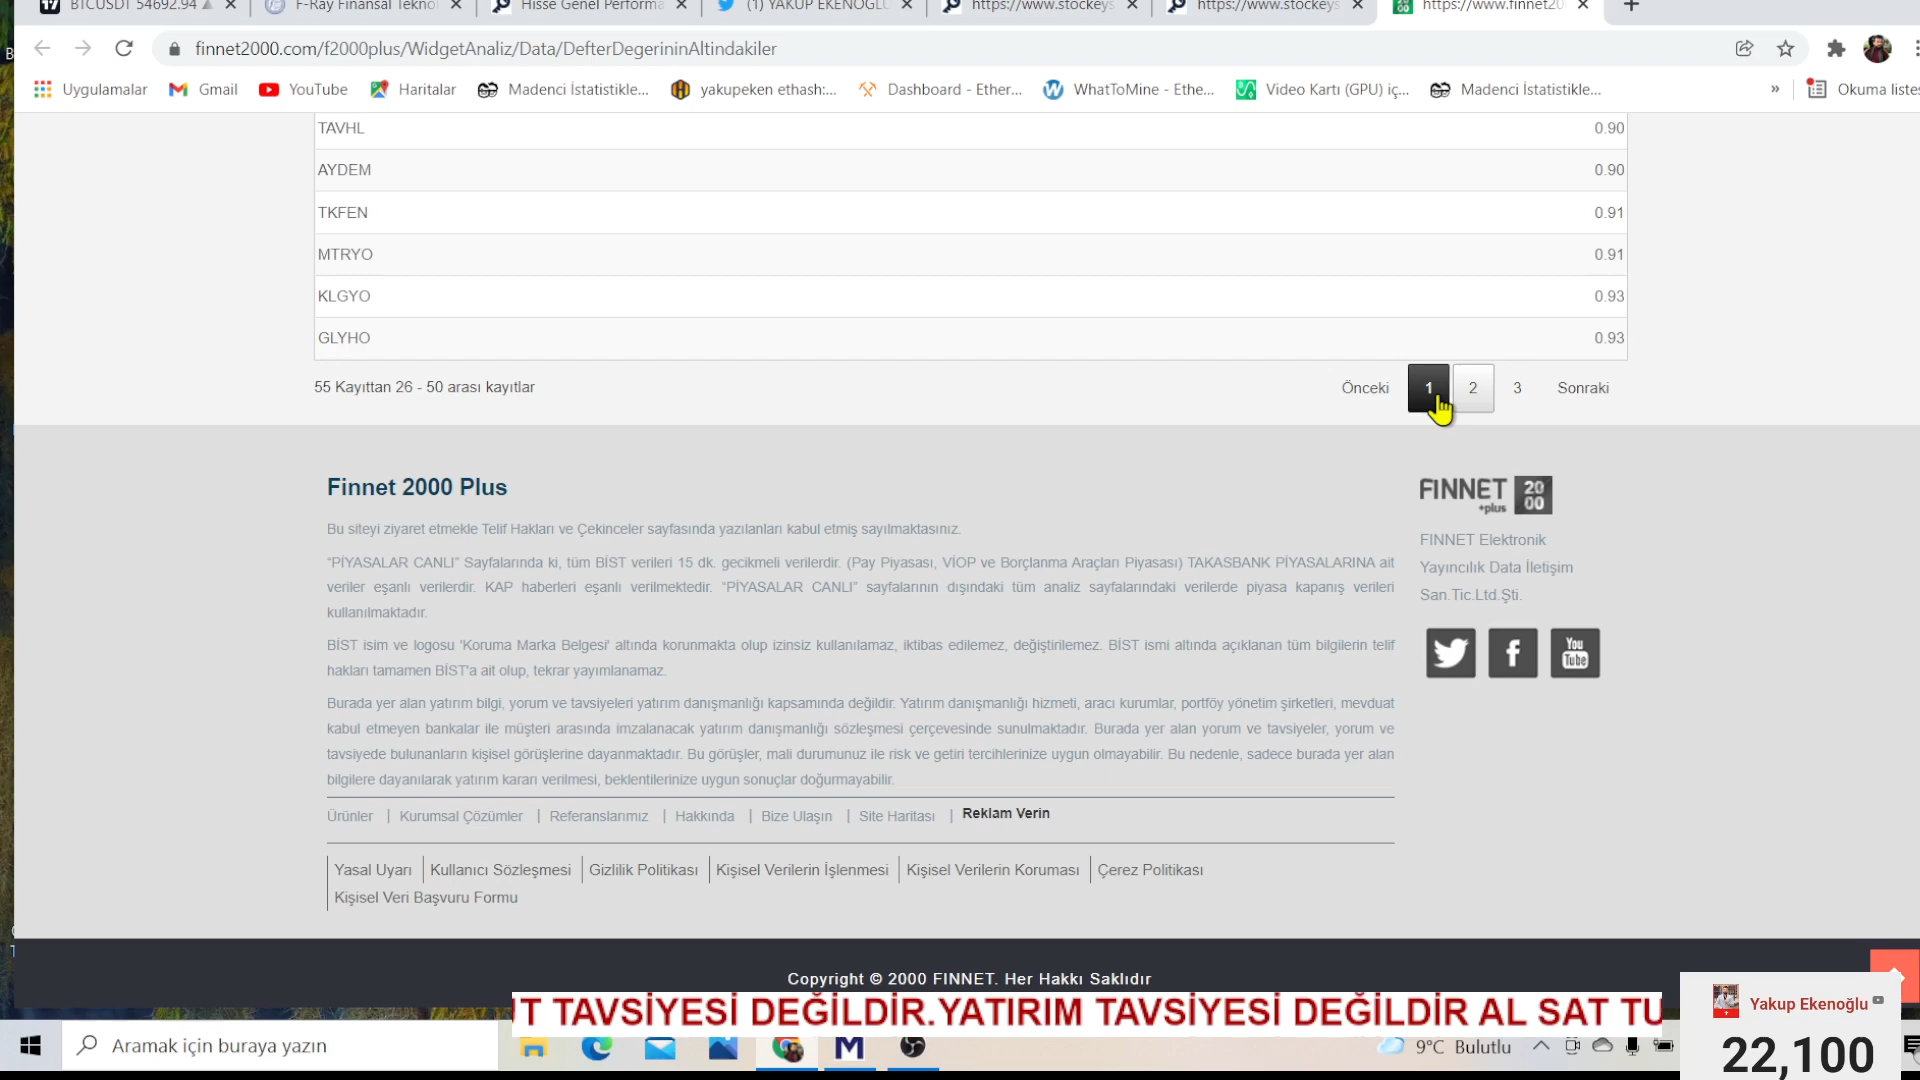 BTCUSDT 54692.94
F-Ray Finansal Teknol
Hisse Genel Performa
(1) YAKUP EKENOĞLU
https://www.stockeys
https://www.stockeys
https://www.finnet20
finnet2000.com/f2000plus/WidgetAnaliz/Data/DefterDegerininAltindakiler
Uygulamalar Gmail YouTube Haritalar Madenci İstatistikle... yakupeken ethash:... Dashboard - Ether... WhatToMine - Ethe... Video Kartı (GPU) iç... Madenci İstatistikle... » Okuma listes
TAVHL 0.90
AYDEM 0.90
TKFEN 0.91
MTRYO 0.91
KLGYO 0.93
GLYHO 0.93
55 Kayıttan 26 - 50 arası kayıtlar Önceki 1 2 3 Sonraki
Finnet 2000 Plus
Bu siteyi ziyaret etmekle Telif Hakları ve Çekinceler sayfasında yazılanları kabul etmiş sayılmaktasınız.
“PİYASALAR CANLI” Sayfalarında ki, tüm BİST verileri 15 dk. gecikmeli verilerdir. (Pay Piyasası, VİOP ve Borçlanma Araçları Piyasası) TAKASBANK PİYASALARINA ait
veriler eşanlı verilerdir. KAP haberleri eşanlı verilmektedir. “PİYASALAR CANLI” sayfalarının dışındaki tüm analiz sayfalarındaki verilerde piyasa kapanış verileri
kullanılmaktadır.
BİST isim ve logosu 'Koruma Marka Belgesi' altında korunmakta olup izinsiz kullanılamaz, iktibas edilemez, değiştirilemez. BİST ismi altında açıklanan tüm bilgilerin telif
hakları tamamen BİST'a ait olup, tekrar yayımlanamaz.
Burada yer alan yatırım bilgi, yorum ve tavsiyeleri yatırım danışmanlığı kapsamında değildir. Yatırım danışmanlığı hizmeti, aracı kurumlar, portföy yönetim şirketleri, mevduat
kabul etmeyen bankalar ile müşteri arasında imzalanacak yatırım danışmanlığı sözleşmesi çerçevesinde sunulmaktadır. Burada yer alan yorum ve tavsiyeler, yorum ve
tavsiyede bulunanların kişisel görüşlerine dayanmaktadır. Bu görüşler, mali durumunuz ile risk ve getiri tercihlerinize uygun olmayabilir. Bu nedenle, sadece burada yer alan
bilgilere dayanılarak yatırım kararı verilmesi, beklentilerinize uygun sonuçlar doğurmayabilir.
FINNET 2000
+plus
FINNET Elektronik
Yayıncılık Data İletişim
San.Tic.Ltd.Şti.
You Tube
Ürünler | Kurumsal Çözümler | Referanslarımız | Hakkında | Bize Ulaşın | Site Haritası | Reklam Verin
Yasal Uyarı Kullanıcı Sözleşmesi Gizlilik Politikası Kişisel Verilerin İşlenmesi Kişisel Verilerin Koruması Çerez Politikası
Kişisel Veri Başvuru Formu
Copyright © 2000 FINNET. Her Hakkı Saklıdır
T TAVSİYESİ DEĞİLDİR.YATIRIM TAVSİYESİ DEĞİLDİR AL SAT TU
Yakup Ekenoğlu
22,100
Aramak için buraya yazın
9°C Bulutlu